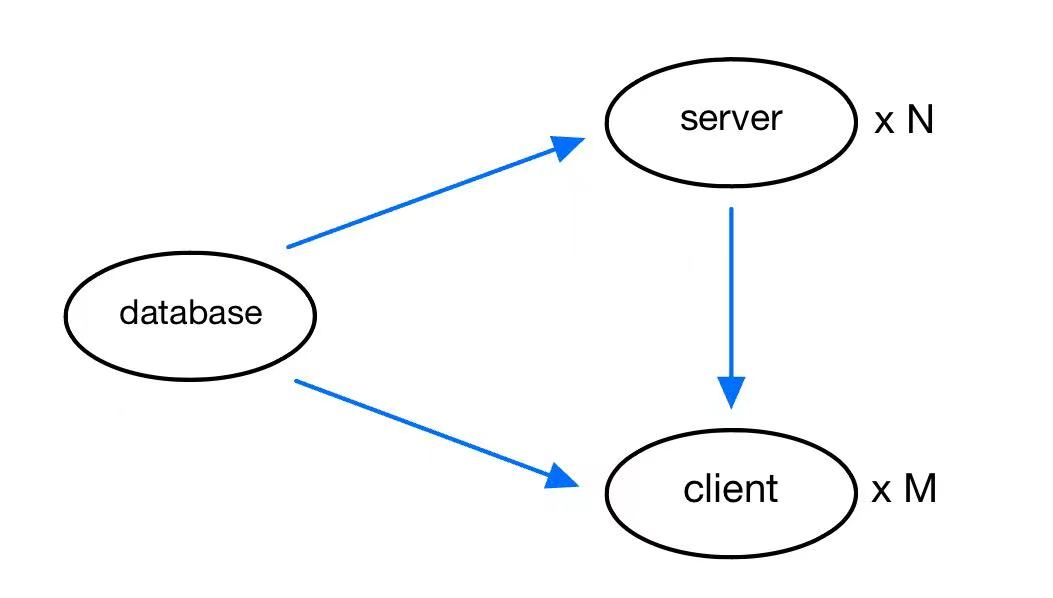 server
x N
database
client
x M